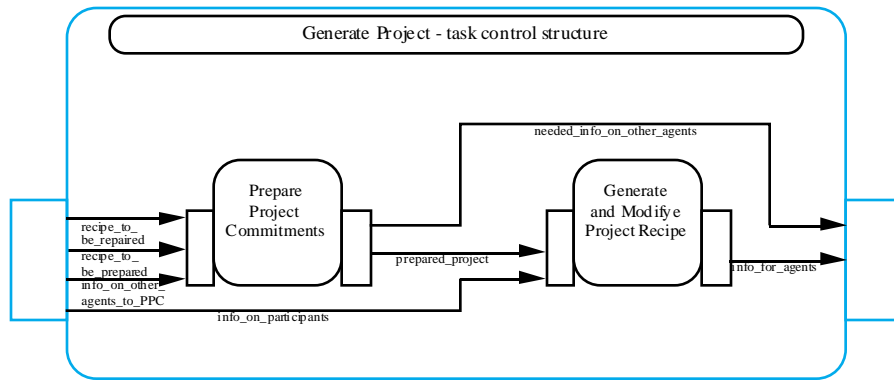 Generate Project - task control structure
needed_info_on_other_agents
Prepare
Project
Commitments
Generate
and Modifye
Project Recipe
recipe_to_
be_repaired
recipe_to_
be_prepared
info_on_other_
agents_to_PPC
prepared_project
info_for_agents
info_on_participants